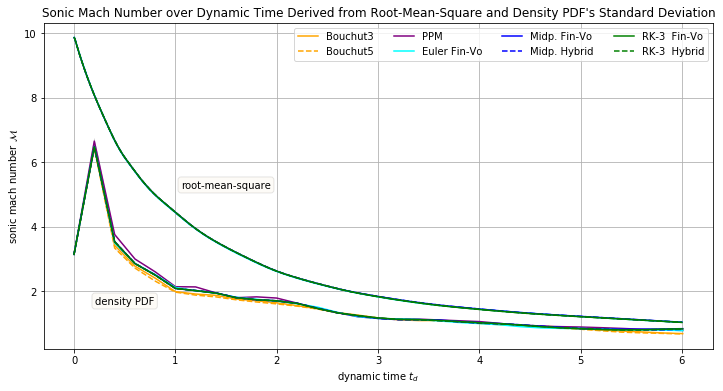 Sonic Mach Number over Dynamic Time Derived from Root-Mean-Square and Density PDF's Standard Deviation
Bouchut3 PPM Midp. Fin-Vo RK-3 Fin-Vo
Bouchut5 Euler Fin-Vo Midp. Hybrid RK-3 Hybrid
10
8
6
4
2
sonic mach number ℳ
root-mean-square
density PDF
0 1 2 3 4 5 6
dynamic time t_d